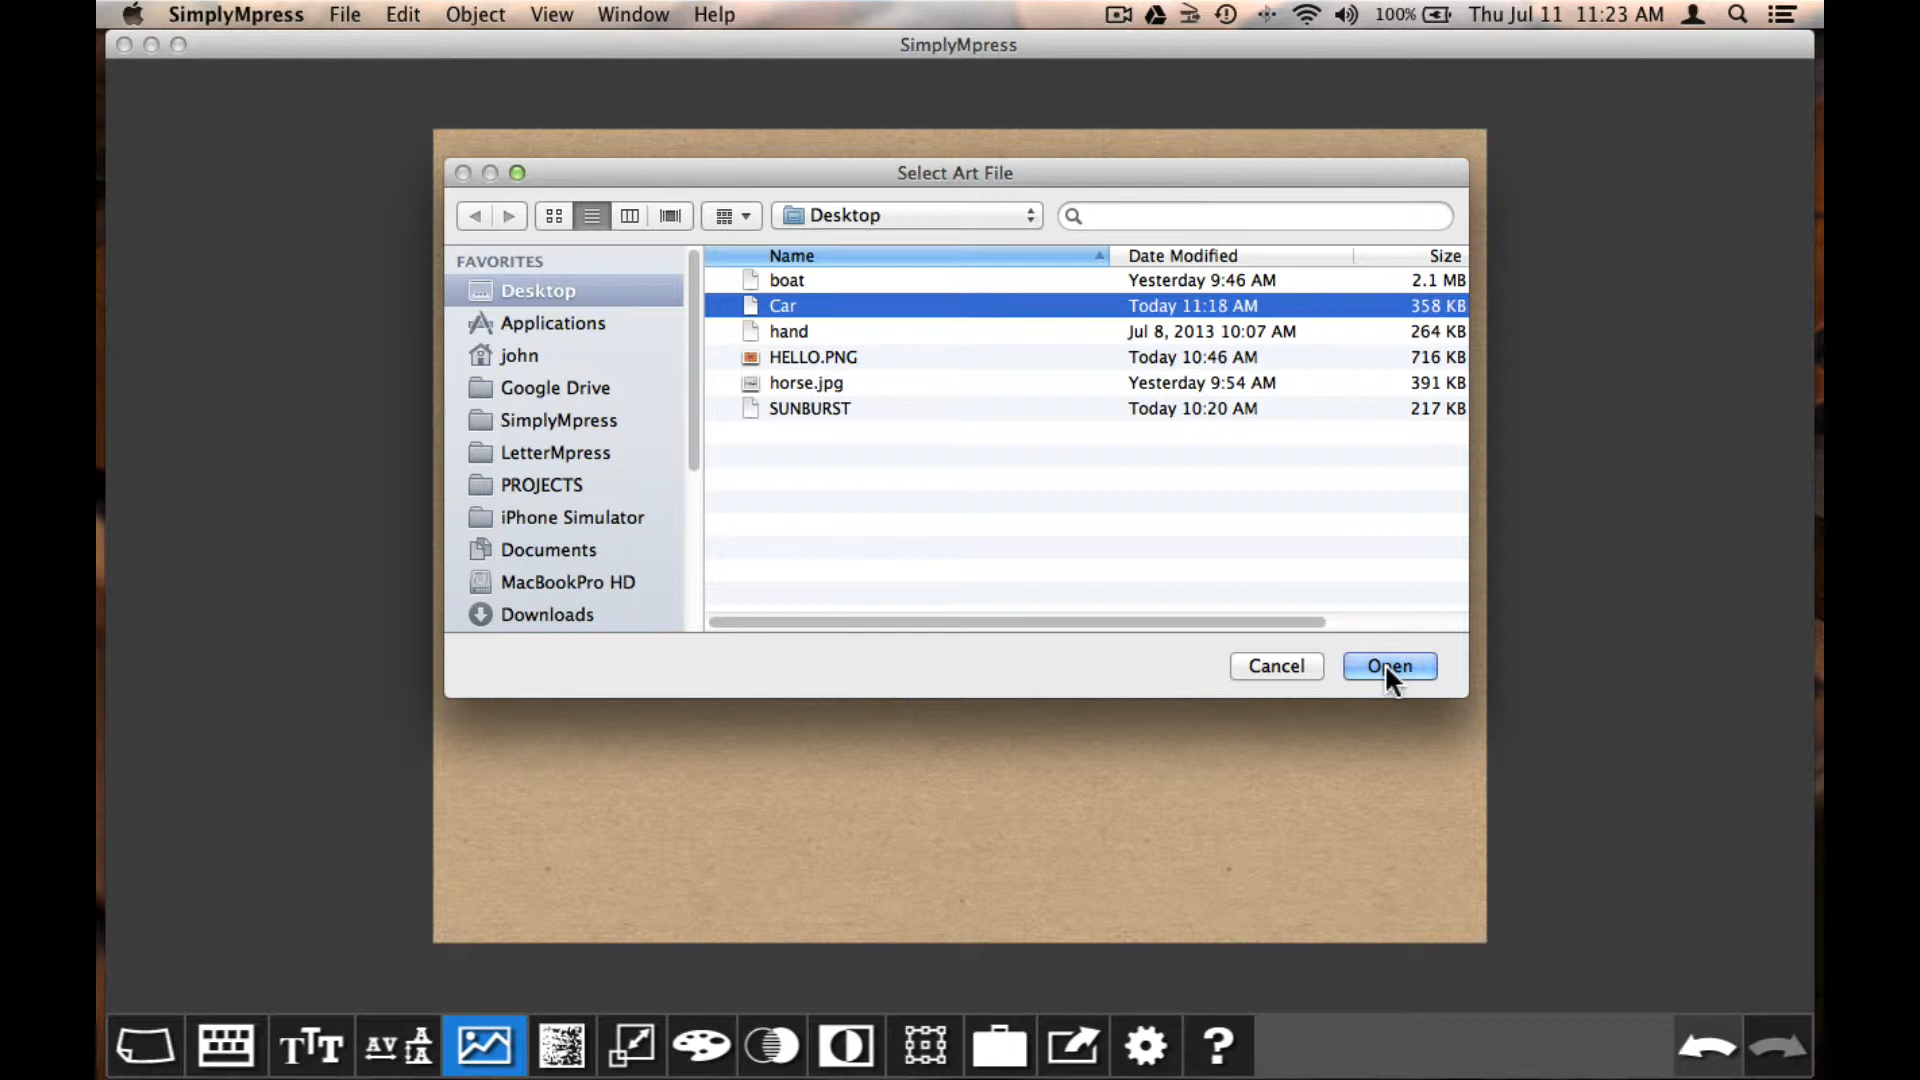 SimplyMpress File Edit Object View Window Help 100% Thu Jul 11 11:23 AM
SimplyMpress
Select Art File
Desktop
FAVORITES
Desktop
Applications
john
Google Drive
SimplyMpress
LetterMpress
PROJECTS
iPhone Simulator
Documents
MacBookPro HD
Downloads
Name Date Modified Size
boat Yesterday 9:46 AM 2.1 MB
Car Today 11:18 AM 358 KB
hand Jul 8, 2013 10:07 AM 264 KB
HELLO.PNG Today 10:46 AM 716 KB
horse.jpg Yesterday 9:54 AM 391 KB
SUNBURST Today 10:20 AM 217 KB
Cancel Open
TTT AV A A ?